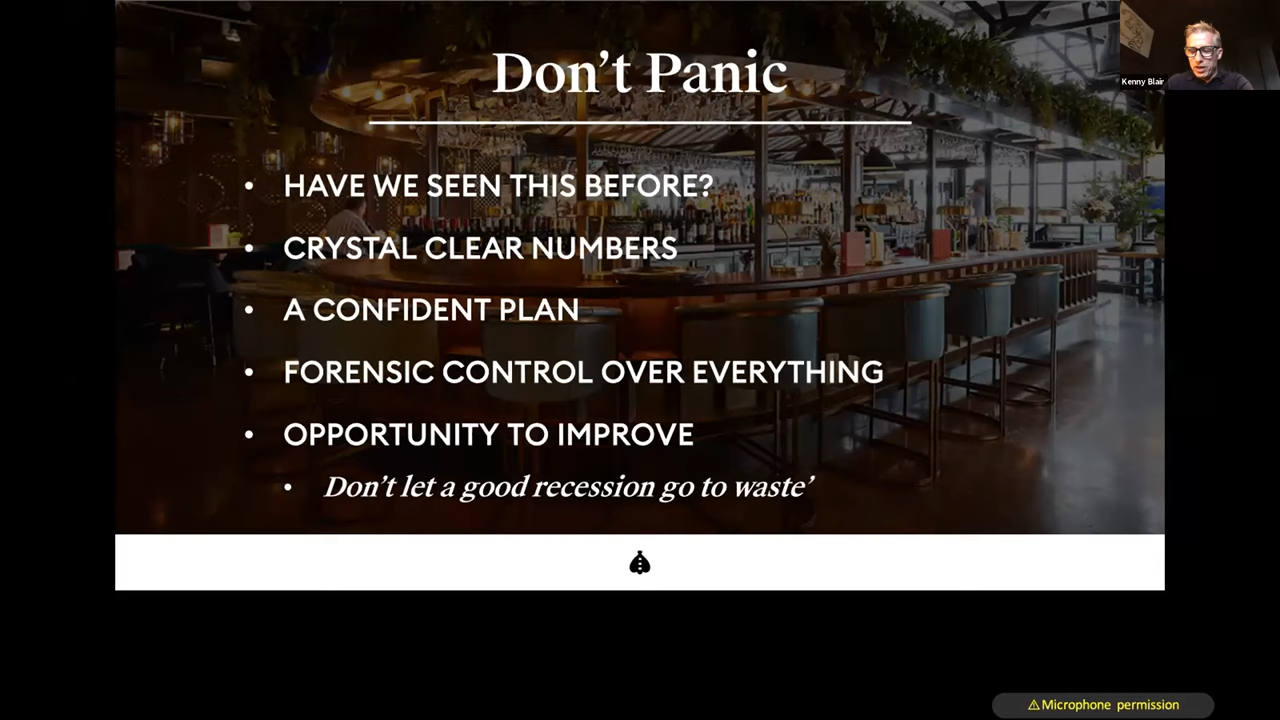 Don't Panic
Kenny Blair
• HAVE WE SEEN THIS BEFORE?
• CRYSTAL CLEAR NUMBERS
• A CONFIDENT PLAN
• FORENSIC CONTROL OVER EVERYTHING
• OPPORTUNITY TO IMPROVE
• Don't let a good recession go to waste'
⚠Microphone permission